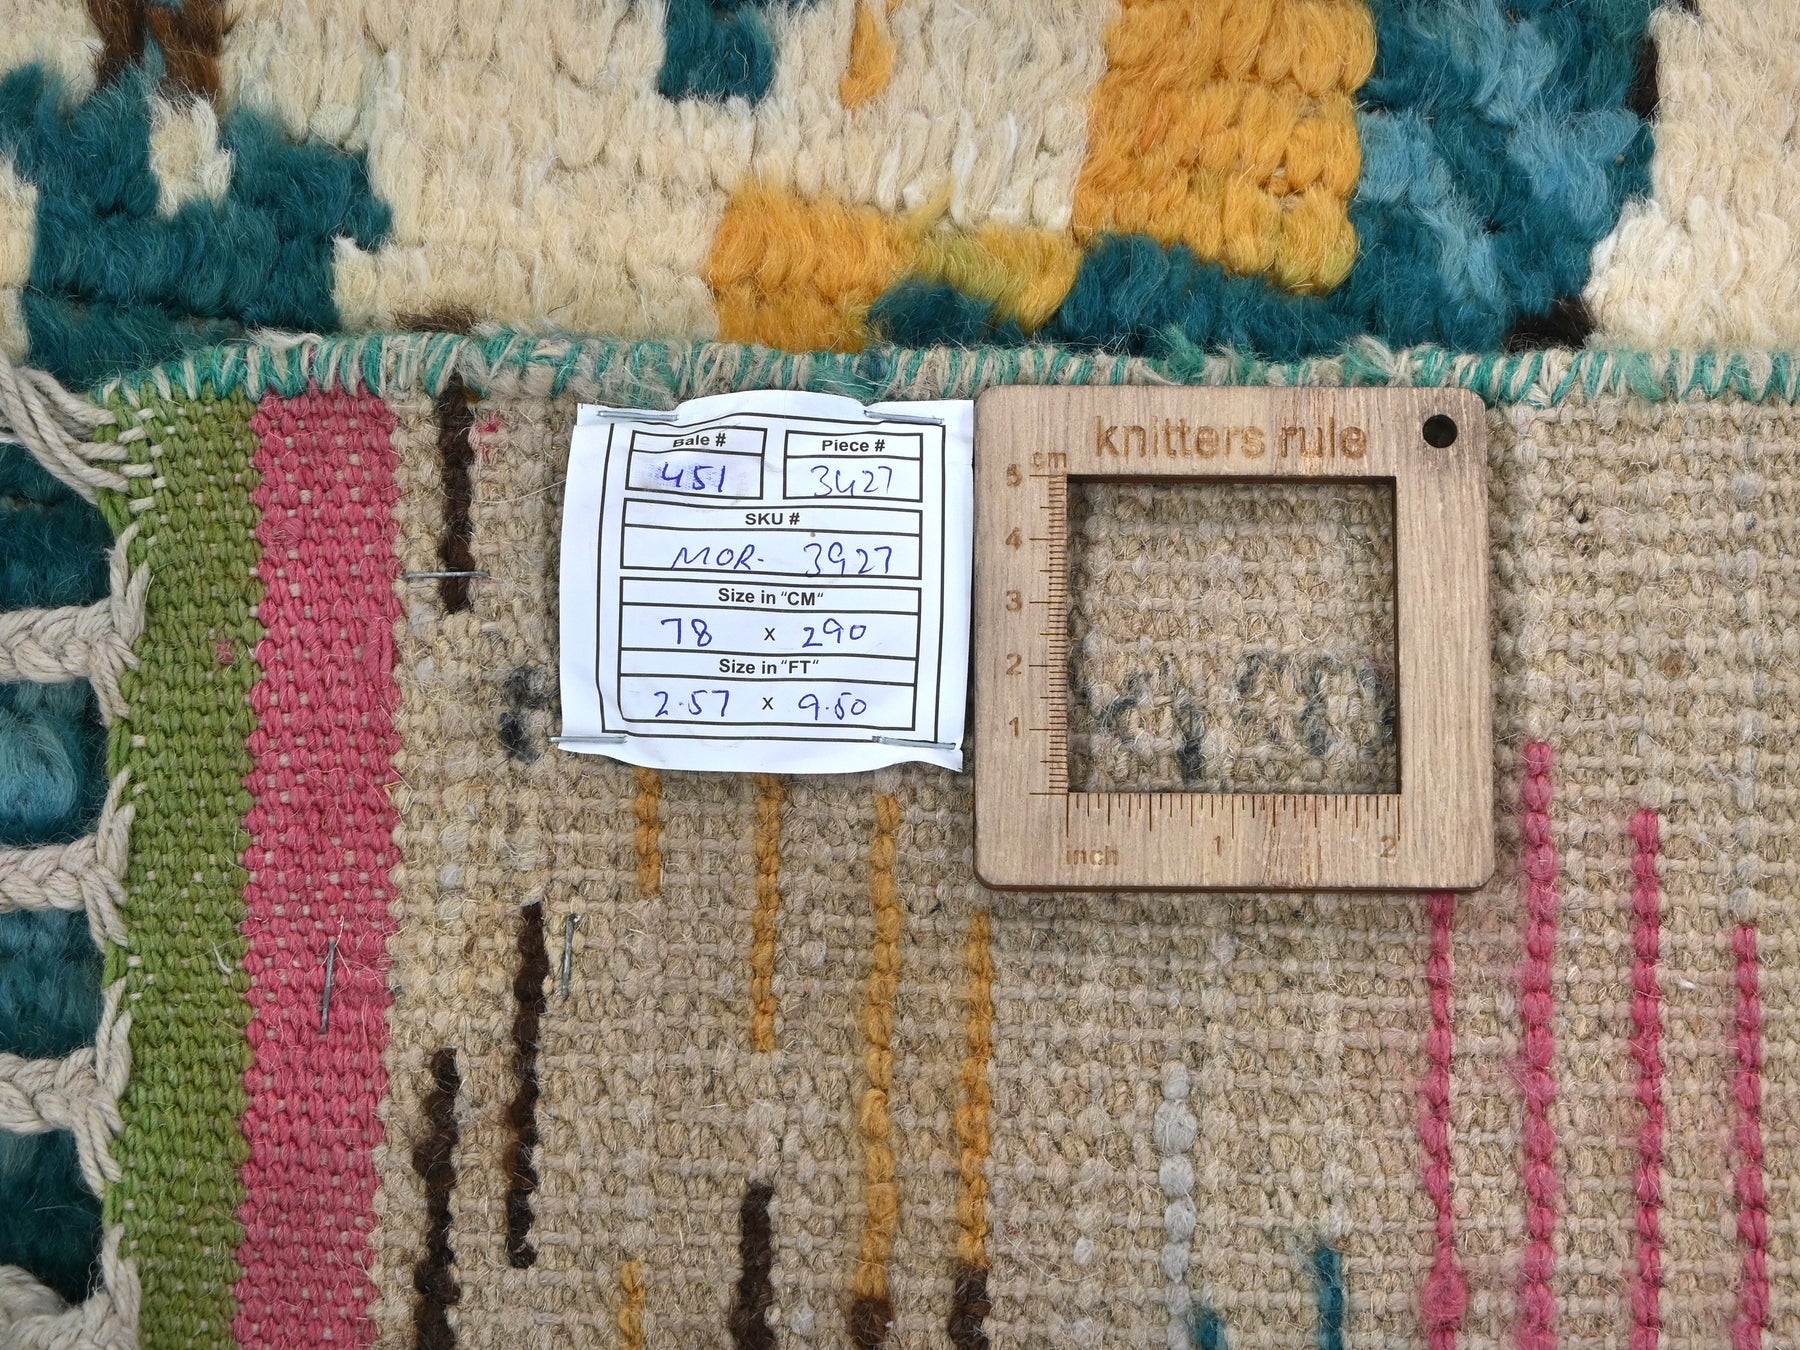 Bale # Piece #
451 3427
SKU #
MOR- 3927
Size in "CM"
78 x 290
Size in "FT"
2.57 x 9.50
knitters rule
cm
5
4
3
2
1
inch 1 2